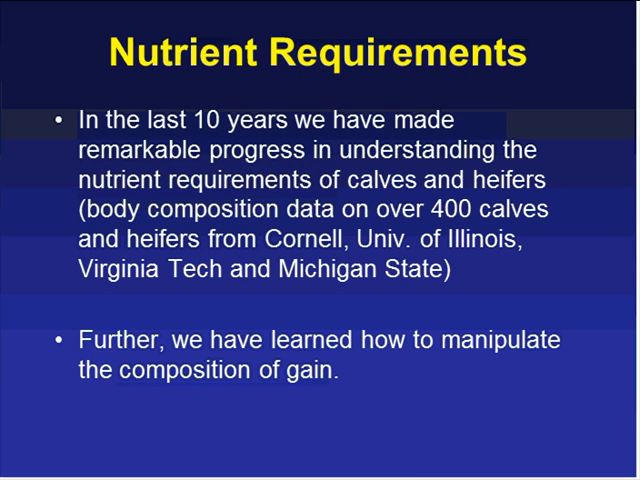 Nutrient Requirements
• In the last 10 years we have made
remarkable progress in understanding the
nutrient requirements of calves and heifers
(body composition data on over 400 calves
and heifers from Cornell, Univ. of Illinois,
Virginia Tech and Michigan State)
• Further, we have learned how to manipulate
the composition of gain.